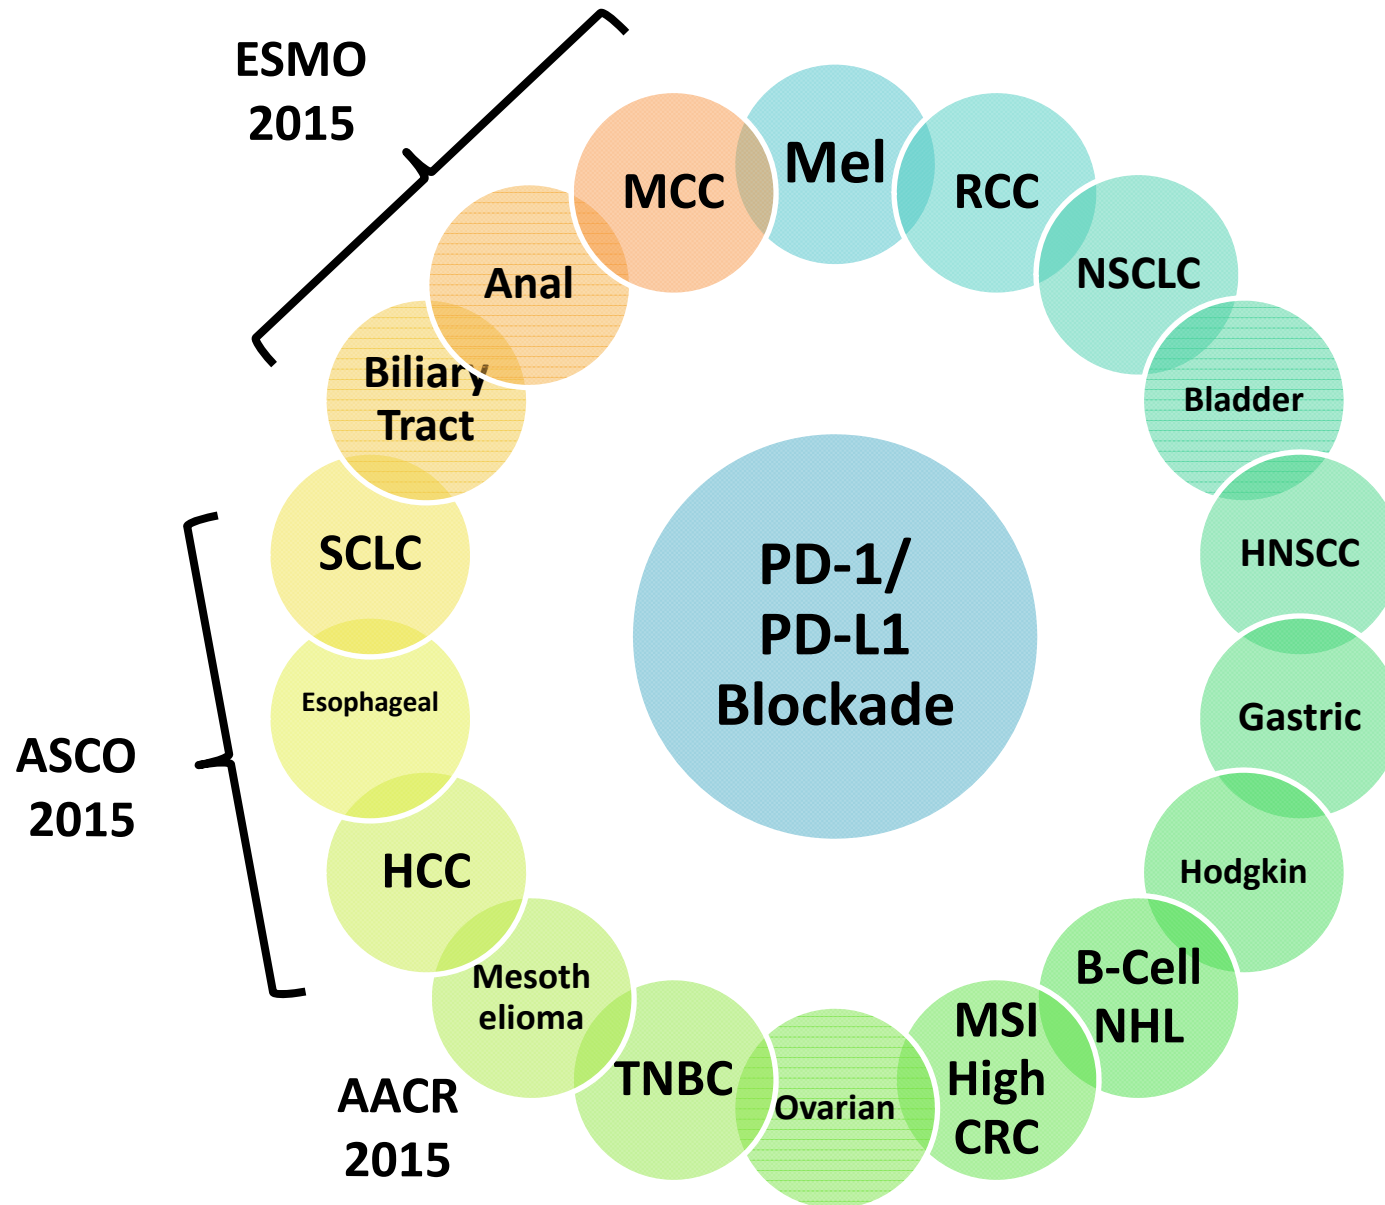 ESMO
2015
MCC
Mel
RCC
NSCLC
Bladder
HNSCC
Gastric
Hodgkin
B-Cell
NHL
MSI
High
CRC
Ovarian
TNBC
Mesoth
elioma
HCC
Esophageal
SCLC
Biliary
Tract
Anal
PD-1/
PD-L1
Blockade
ASCO
2015
AACR
2015